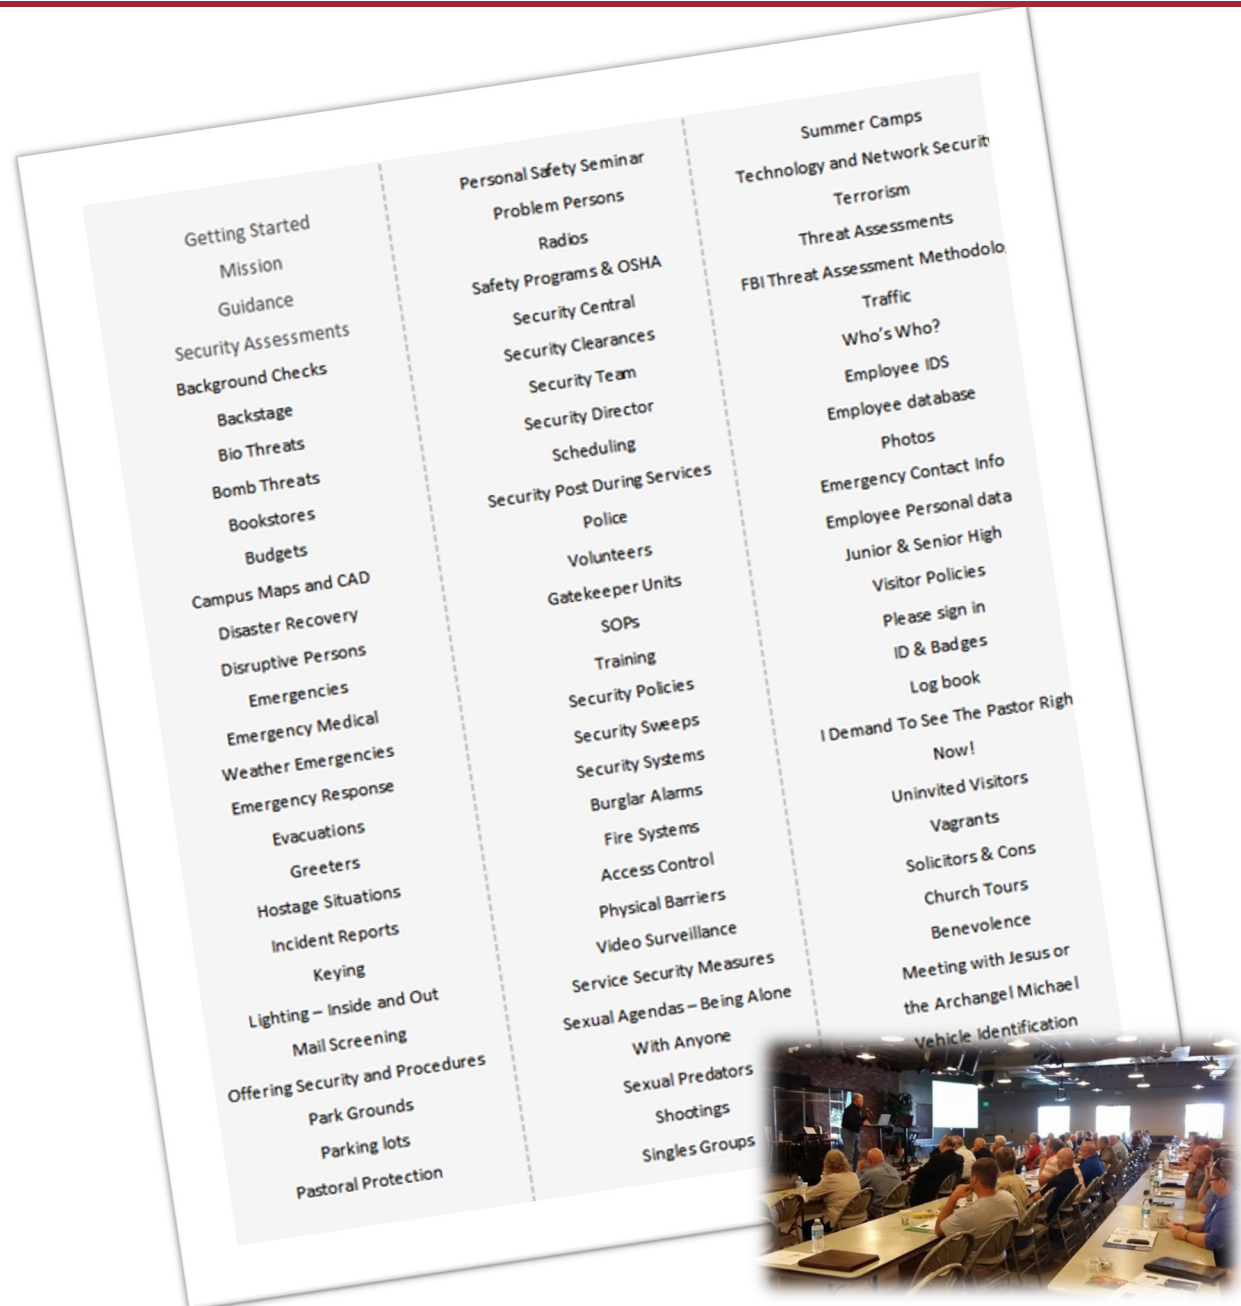 Getting Started
Mission
Guidance
Security Assessments
Background Checks
Backstage
Bio Threats
Bomb Threats
Bookstores
Budgets
Campus Maps and CAD
Disaster Recovery
Disruptive Persons
Emergencies
Emergency Medical
Weather Emergencies
Emergency Response
Evacuations
Greeters
Hostage Situations
Incident Reports
Keying
Lighting – Inside and Out
Mail Screening
Offering Security and Procedures
Park Grounds
Parking lots
Pastoral Protection
Personal Safety Seminar
Problem Persons
Radios
Safety Programs & OSHA
Security Central
Security Clearances
Security Team
Security Director
Scheduling
Security Post During Services
Police
Volunteers
Gatekeeper Units
SOPs
Training
Security Policies
Security Sweeps
Security Systems
Burglar Alarms
Fire Systems
Access Control
Physical Barriers
Video Surveillance
Service Security Measures
Sexual Agendas – Being Alone
With Anyone
Sexual Predators
Shootings
Singles Groups
Summer Camps
Technology and Network Securit
Terrorism
Threat Assessments
FBI Threat Assessment Methodolo
Traffic
Who's Who?
Employee IDS
Employee database
Photos
Emergency Contact Info
Employee Personal data
Junior & Senior High
Visitor Policies
Please sign in
ID & Badges
Log book
I Demand To See The Pastor Righ
Now!
Uninvited Visitors
Vagrants
Solicitors & Cons
Church Tours
Benevolence
Meeting with Jesus or
the Archangel Michael
Vehicle Identification